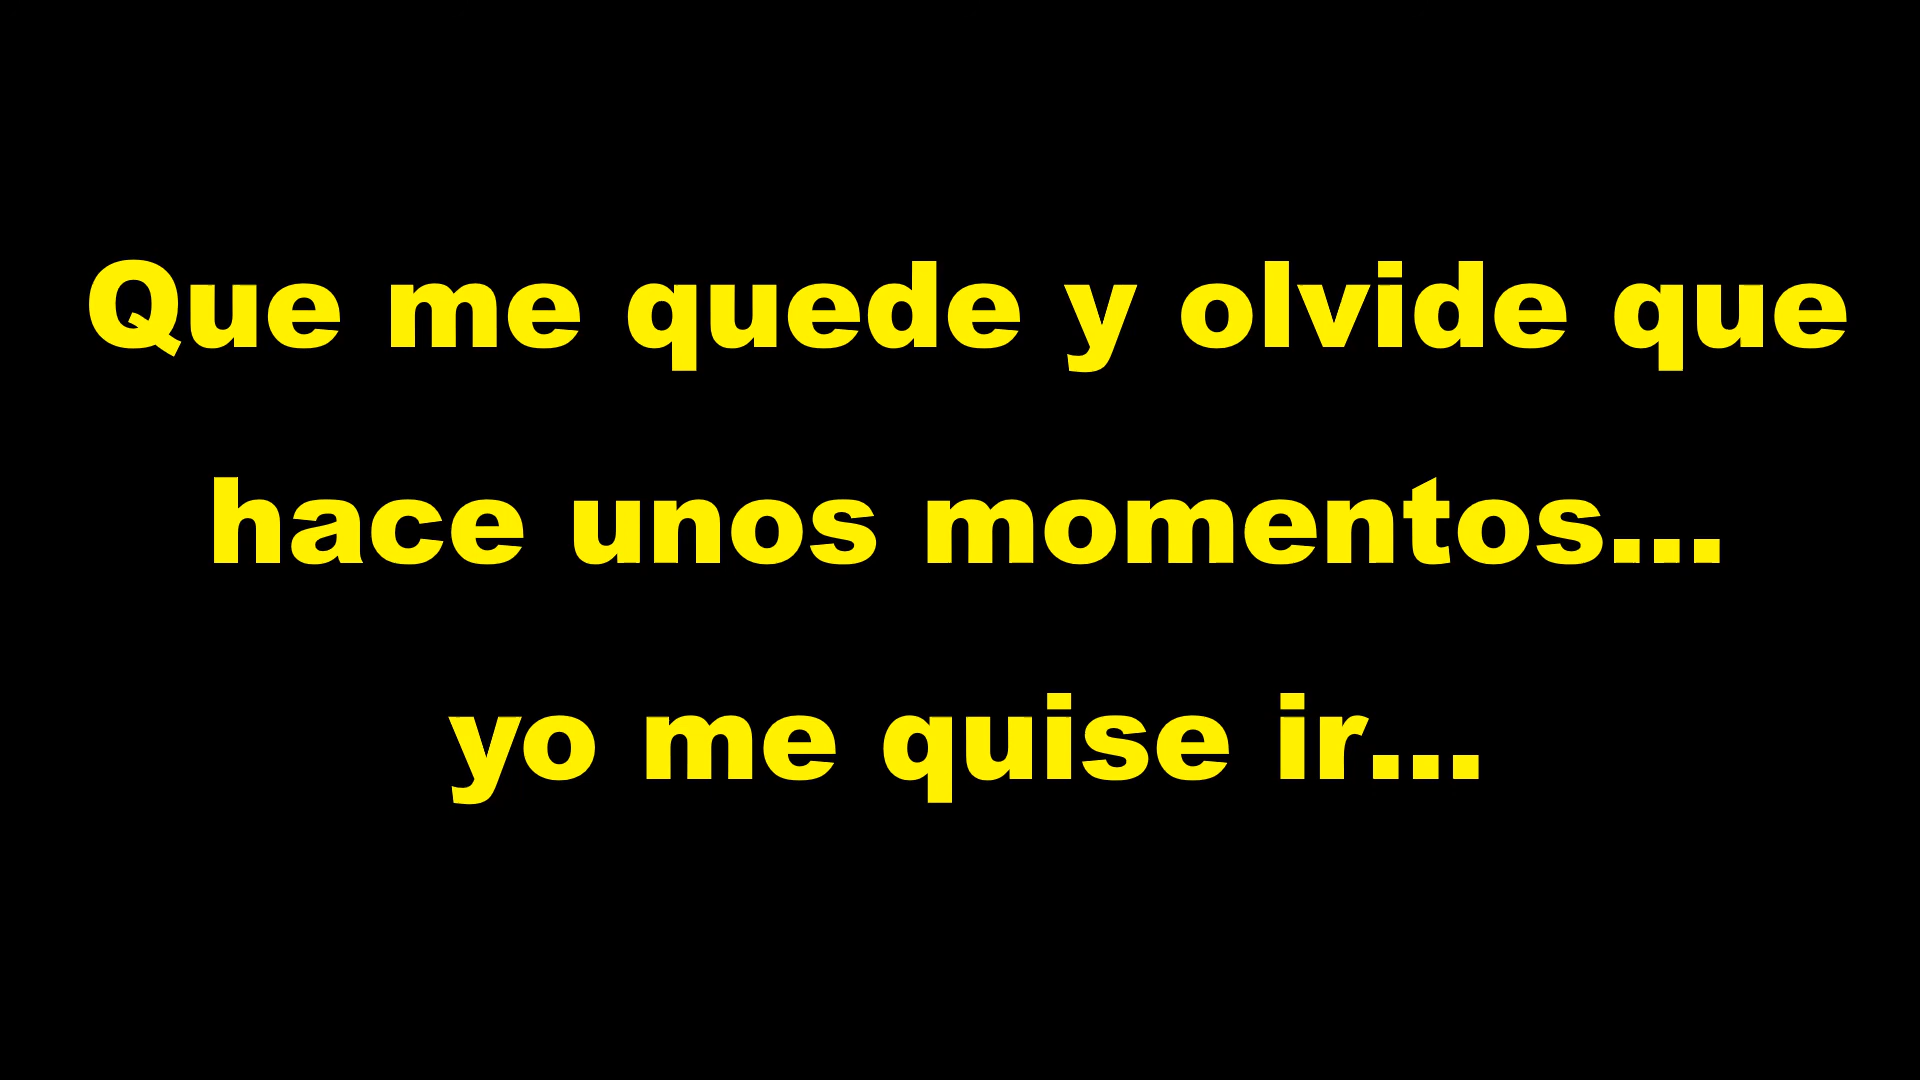 Que me quede y olvide que
hace unos momentos...
yo me quise ir...